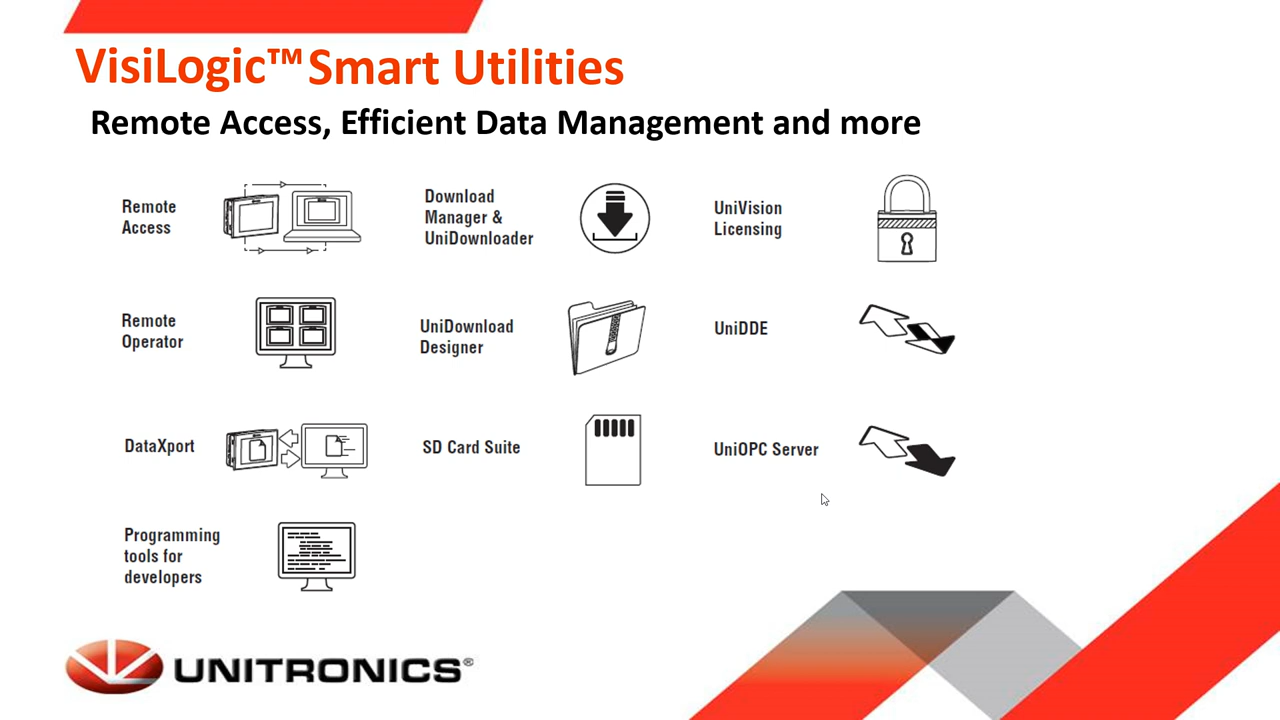 VisiLogic™ Smart Utilities
Remote Access, Efficient Data Management and more
Remote
Access
Download
Manager &
UniDownloader
UniVision
Licensing
Remote
Operator
UniDownload
Designer
UniDDE
DataXport
SD Card Suite
UniOPC Server
Programming
tools for
developers
UNITRONICS®